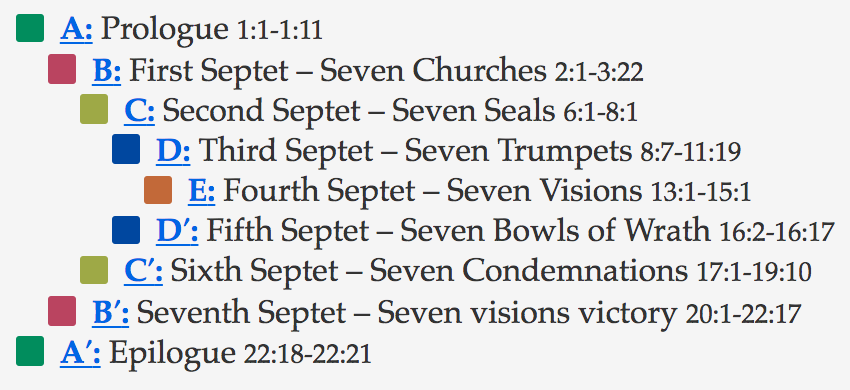 A: Prologue 1:1-1:11
B: First Septet – Seven Churches 2:1-3:22
C: Second Septet – Seven Seals 6:1-8:1
D: Third Septet – Seven Trumpets 8:7-11:19
E: Fourth Septet – Seven Visions 13:1-15:1
D′: Fifth Septet – Seven Bowls of Wrath 16:2-16:17
C′: Sixth Septet – Seven Condemnations 17:1-19:10
B′: Seventh Septet – Seven visions victory 20:1-22:17
A′: Epilogue 22:18-22:21